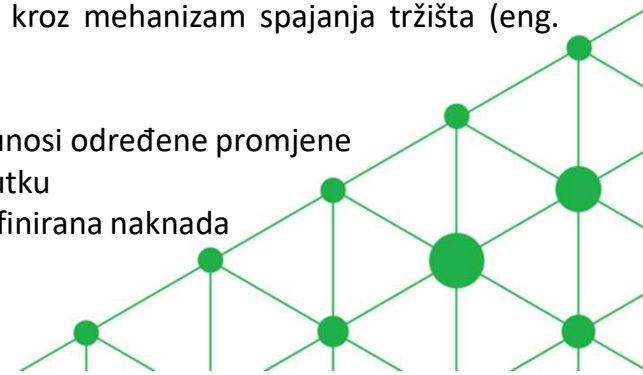 kroz mehanizam spajanja tržišta (eng.
unosi određene promjene
utku
finirana naknada